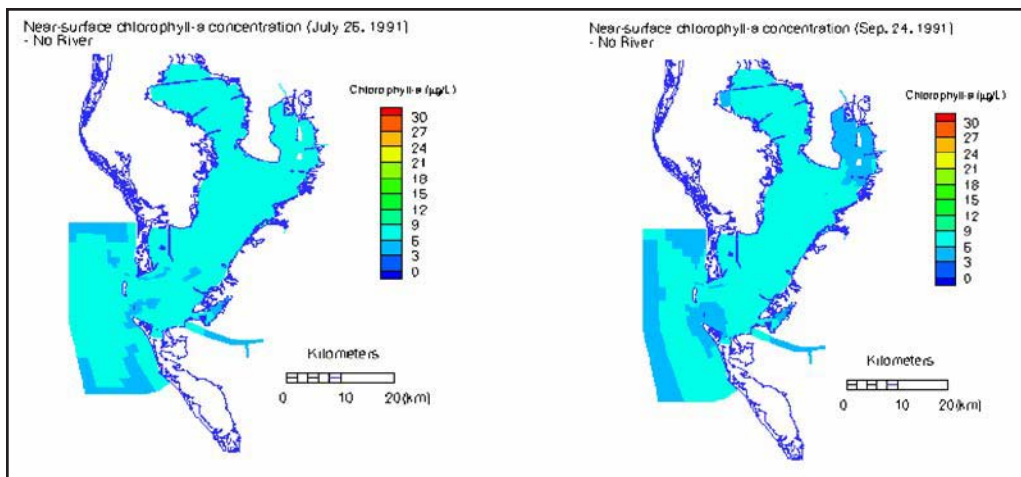 Near-surface chlorophyll-a concentration (July 25, 1991)
- No River
Chlorophyll-a (µg/L)
30
27
24
21
18
15
12
9
6
3
0
Kilometers
0 10 20(km)
Near-surface chlorophyll-a concentration (Sep. 24, 1991)
- No River
Chlorophyll-a (µg/L)
30
27
24
21
18
15
12
9
6
3
0
Kilometers
0 10 20(km)